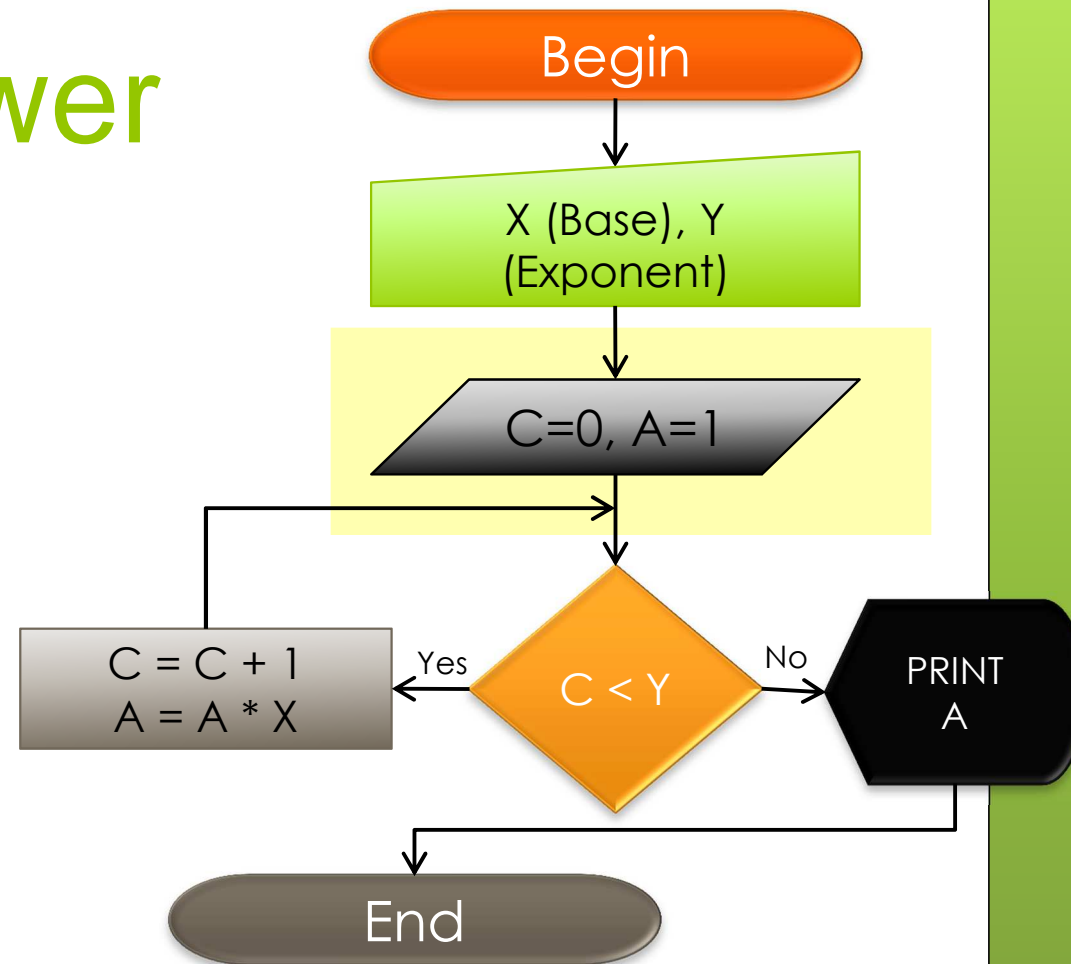 wer
Begin
X (Base), Y
(Exponent)
C=0, A=1
C = C + 1
A = A * X
Yes
C < Y
No
PRINT
A
End